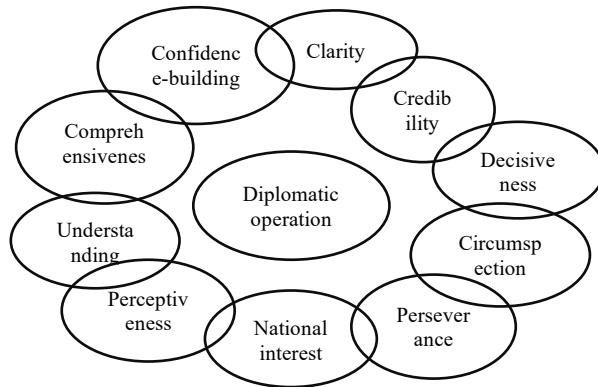 Confidenc
e-building
Clarity
Credib
ility
Decisive
ness
Circumsp
ection
Persever
ance
National
interest
Perceptiv
eness
Understa
nding
Compreh
ensivenes
Diplomatic
operation